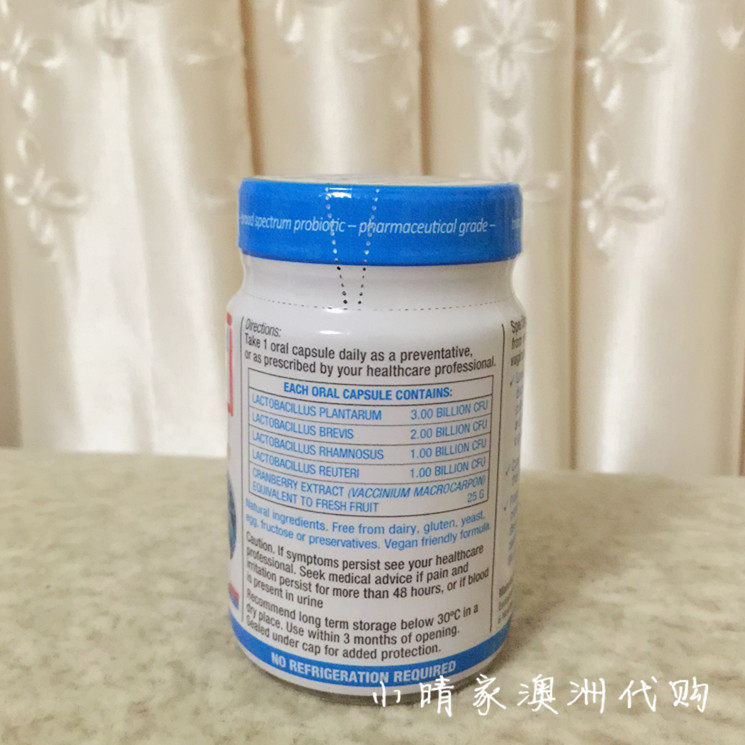 spectrum probiotic – pharmaceutical grade –
Directions:
Take 1 oral capsule daily as a preventative,
or as prescribed by your healthcare professional.
EACH ORAL CAPSULE CONTAINS:
LACTOBACILLUS PLANTARUM 3.00 BILLION CFU
LACTOBACILLUS BREVIS 2.00 BILLION CFU
LACTOBACILLUS RHAMNOSUS 1.00 BILLION CFU
LACTOBACILLUS REUTERI 1.00 BILLION CFU
CRANBERRY EXTRACT (VACCINIUM MACROCARPON)
EQUIVALENT TO FRESH FRUIT 25 G
Natural ingredients. Free from dairy, gluten, yeast,
egg, fructose or preservatives. Vegan friendly formula.
Caution. If symptoms persist see your healthcare
professional. Seek medical advice if pain and
irritation persist for more than 48 hours, or if blood
is present in urine
Recommend long term storage below 30ºC in a
dry place. Use within 3 months of opening.
Sealed under cap for added protection.
NO REFRIGERATION REQUIRED
小晴家澳洲代购